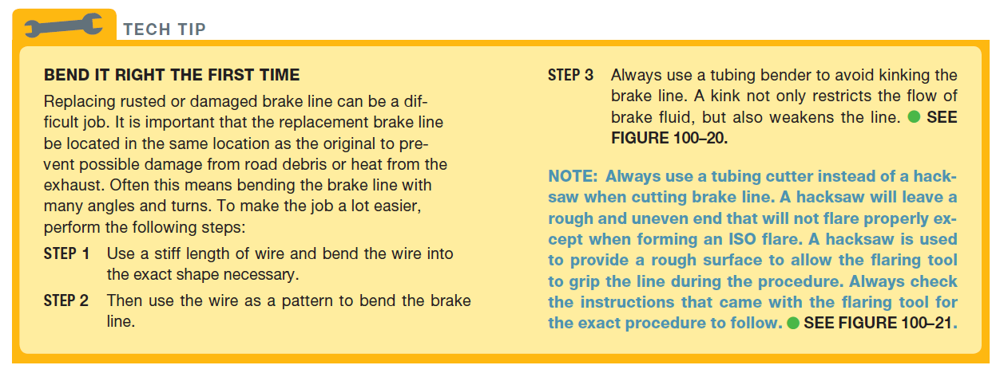 TECH TIP
BEND IT RIGHT THE FIRST TIME
Replacing rusted or damaged brake line can be a dif-
ficult job. It is important that the replacement brake line
be located in the same location as the original to pre-
vent possible damage from road debris or heat from the
exhaust. Often this means bending the brake line with
many angles and turns. To make the job a lot easier,
perform the following steps:
STEP 1 Use a stiff length of wire and bend the wire into
the exact shape necessary.
STEP 2 Then use the wire as a pattern to bend the brake
line.
STEP 3 Always use a tubing bender to avoid kinking the
brake line. A kink not only restricts the flow of
brake fluid, but also weakens the line. ● SEE
FIGURE 100–20.
NOTE: Always use a tubing cutter instead of a hack-
saw when cutting brake line. A hacksaw will leave a
rough and uneven end that will not flare properly ex-
cept when forming an ISO flare. A hacksaw is used
to provide a rough surface to allow the flaring tool
to grip the line during the procedure. Always check
the instructions that came with the flaring tool for
the exact procedure to follow. ● SEE FIGURE 100–21.